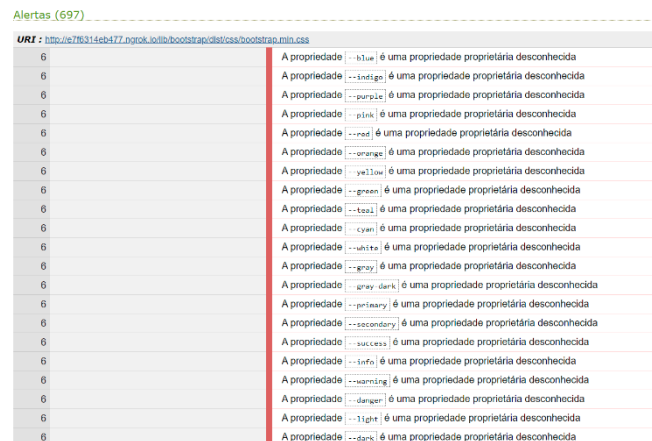 Alertas (697)
URI : http://e7f6314eb477.ngrok.io/lib/bootstrap/dist/css/bootstrap.min.css
6 A propriedade --blue é uma propriedade proprietária desconhecida
6 A propriedade --indigo é uma propriedade proprietária desconhecida
6 A propriedade --purple é uma propriedade proprietária desconhecida
6 A propriedade --pink é uma propriedade proprietária desconhecida
6 A propriedade --red é uma propriedade proprietária desconhecida
6 A propriedade --orange é uma propriedade proprietária desconhecida
6 A propriedade --yellow é uma propriedade proprietária desconhecida
6 A propriedade --green é uma propriedade proprietária desconhecida
6 A propriedade --teal é uma propriedade proprietária desconhecida
6 A propriedade --cyan é uma propriedade proprietária desconhecida
6 A propriedade --white é uma propriedade proprietária desconhecida
6 A propriedade --gray é uma propriedade proprietária desconhecida
6 A propriedade --gray-dark é uma propriedade proprietária desconhecida
6 A propriedade --primary é uma propriedade proprietária desconhecida
6 A propriedade --secondary é uma propriedade proprietária desconhecida
6 A propriedade --success é uma propriedade proprietária desconhecida
6 A propriedade --info é uma propriedade proprietária desconhecida
6 A propriedade --warning é uma propriedade proprietária desconhecida
6 A propriedade --danger é uma propriedade proprietária desconhecida
6 A propriedade --light é uma propriedade proprietária desconhecida
6 A propriedade --dark é uma propriedade proprietária desconhecida